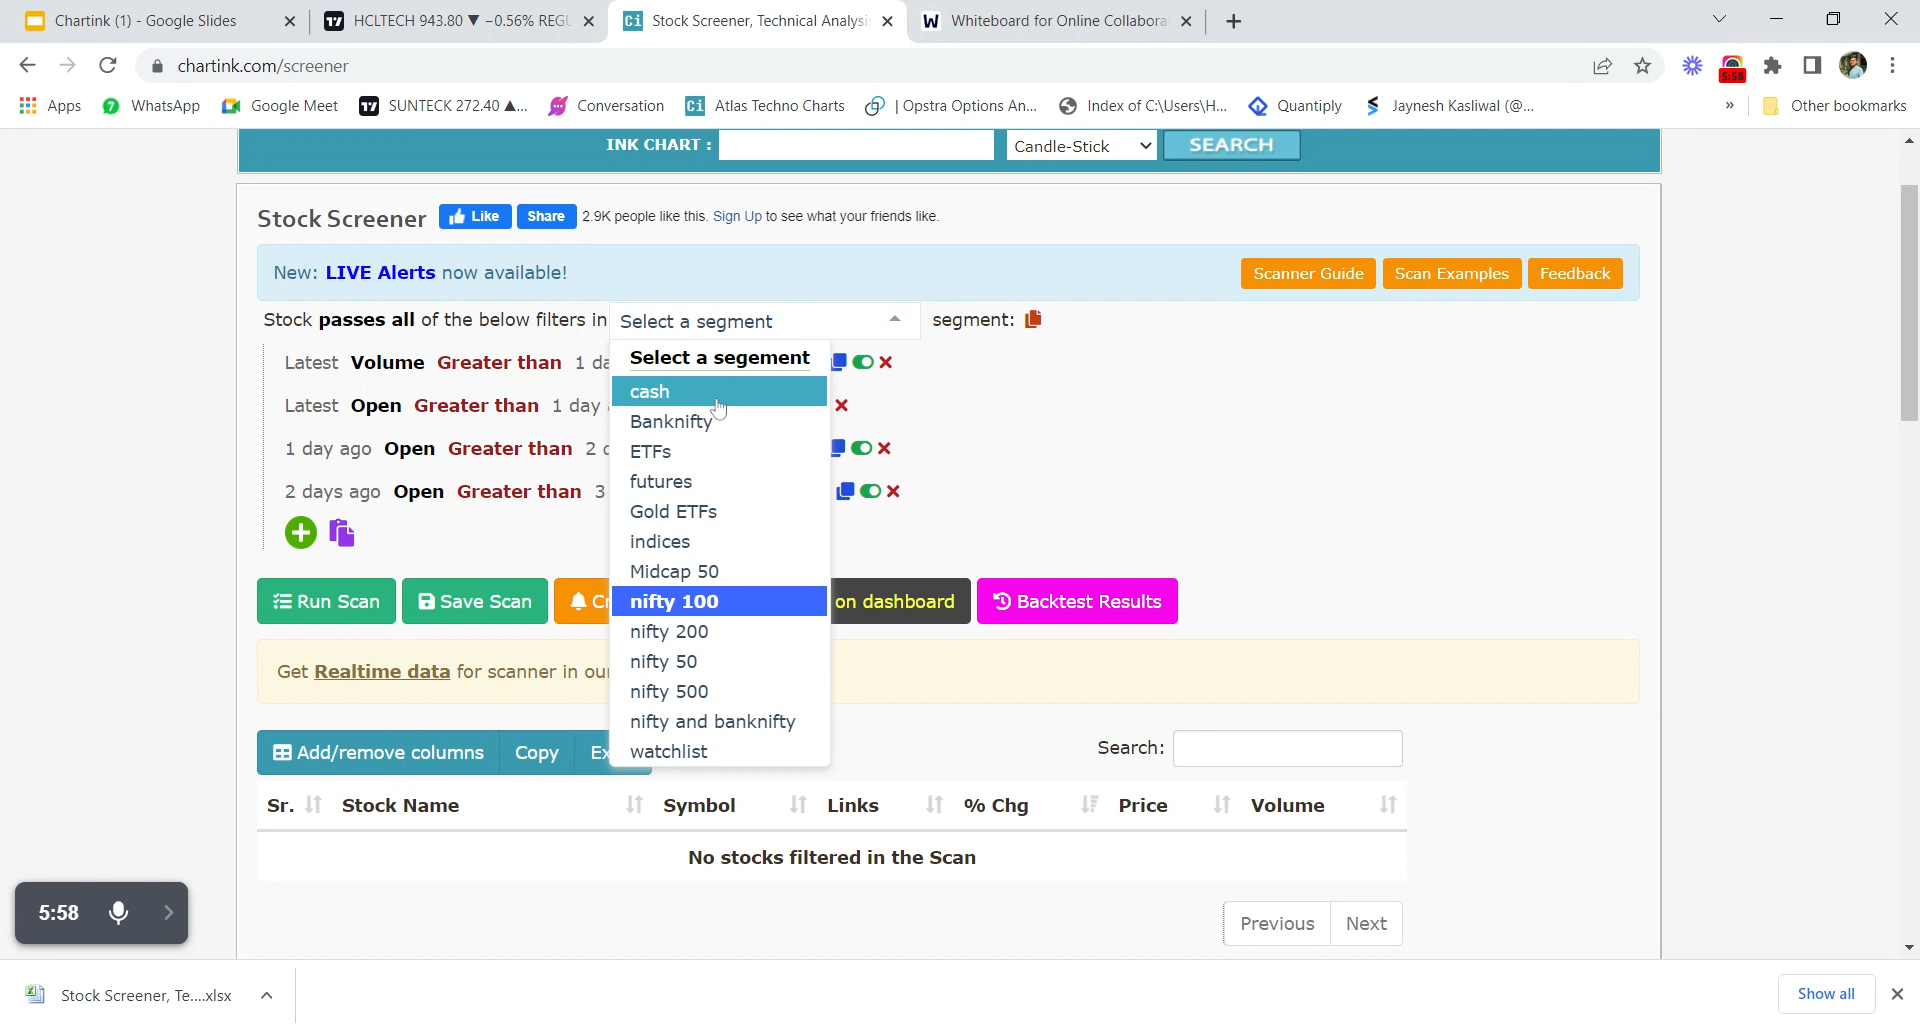 Chartink (1) - Google Slides
HCLTECH 943.80 ▼ −0.56% REGU
Stock Screener, Technical Analysis
Whiteboard for Online Collabora
chartink.com/screener
5:58
Apps
WhatsApp
Google Meet
SUNTECK 272.40 ▲...
Conversation
Atlas Techno Charts
| Opstra Options An...
Index of C:\Users\H...
Quantiply
Jaynesh Kasliwal (@...
»
Other bookmarks
INK CHART :
Candle-Stick
SEARCH
Stock Screener
Like
Share
2.9K people like this. Sign Up to see what your friends like.
New: LIVE Alerts now available!
Scanner Guide
Scan Examples
Feedback
Stock passes all of the below filters in Select a segment segment:
Latest Volume Greater than 1 da
Latest Open Greater than 1 day
1 day ago Open Greater than 2 d
2 days ago Open Greater than 3
Select a segement
cash
Banknifty
ETFs
futures
Gold ETFs
indices
Midcap 50
nifty 100
nifty 200
nifty 50
nifty 500
nifty and banknifty
watchlist
Run Scan
Save Scan
Cr
on dashboard
Backtest Results
Get Realtime data for scanner in our
Add/remove columns
Copy
Ex
Search:
Sr.
Stock Name
Symbol
Links
% Chg
Price
Volume
No stocks filtered in the Scan
Previous
Next
5:58
Stock Screener, Te....xlsx
Show all